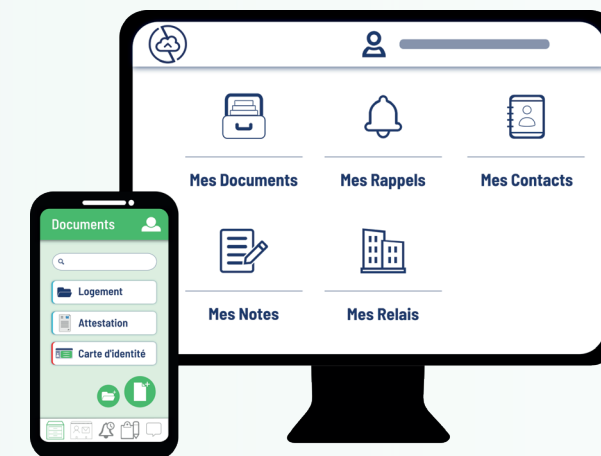 Mes Documents
Mes Rappels
Mes Contacts
Mes Notes
Mes Relais
Documents
Logement
Attestation
Carte d'identité